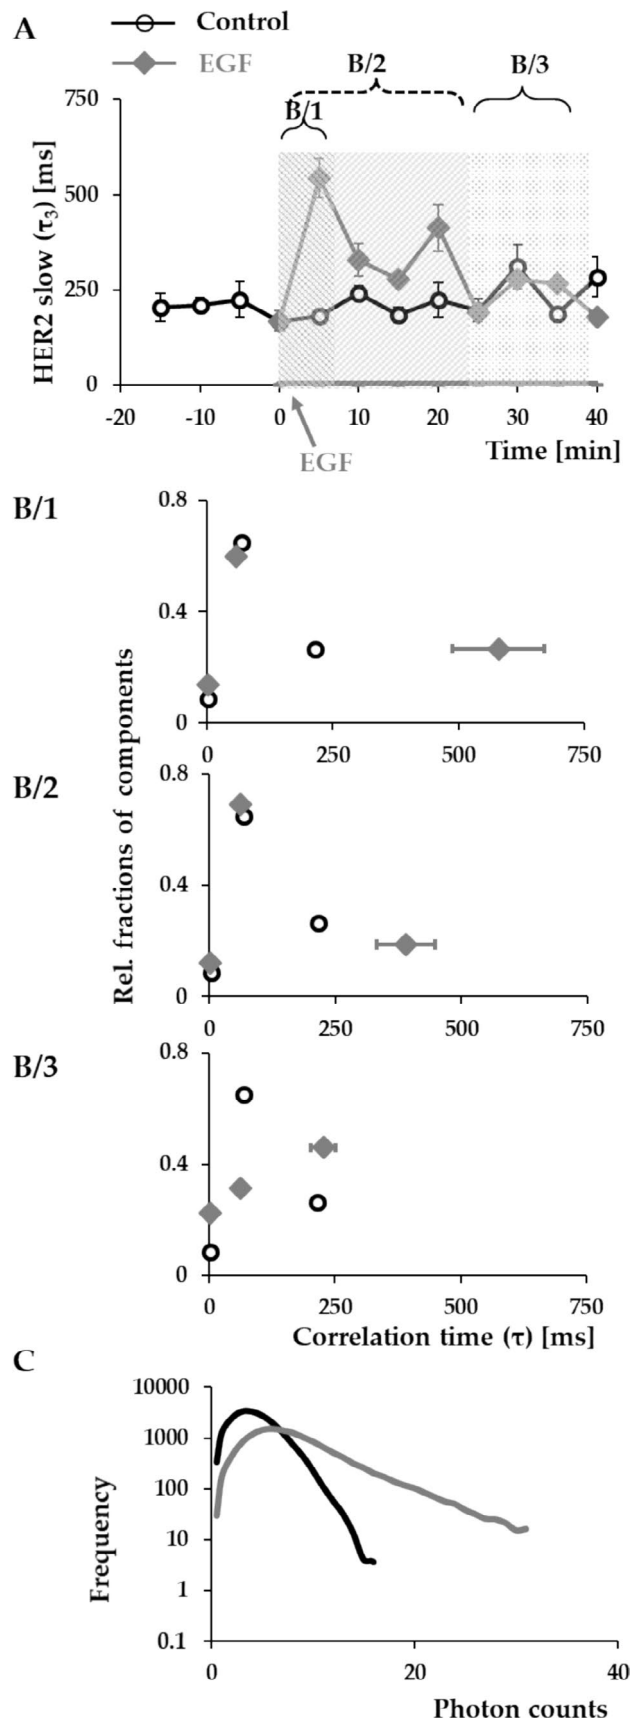 A
Control
EGF
B/1
B/2
B/3
750
500
250
0
HER2 slow (τ3) [ms]
-20
-10
0
10
20
30
40
Time [min]
EGF
B/1
0.8
0.4
0
0
250
500
750
B/2
Rel. fractions of components
0.8
0.4
0
0
250
500
750
B/3
0.8
0.4
0
0
250
500
750
Correlation time (τ) [ms]
C
10000
1000
100
10
1
0.1
Frequency
0
20
40
Photon counts